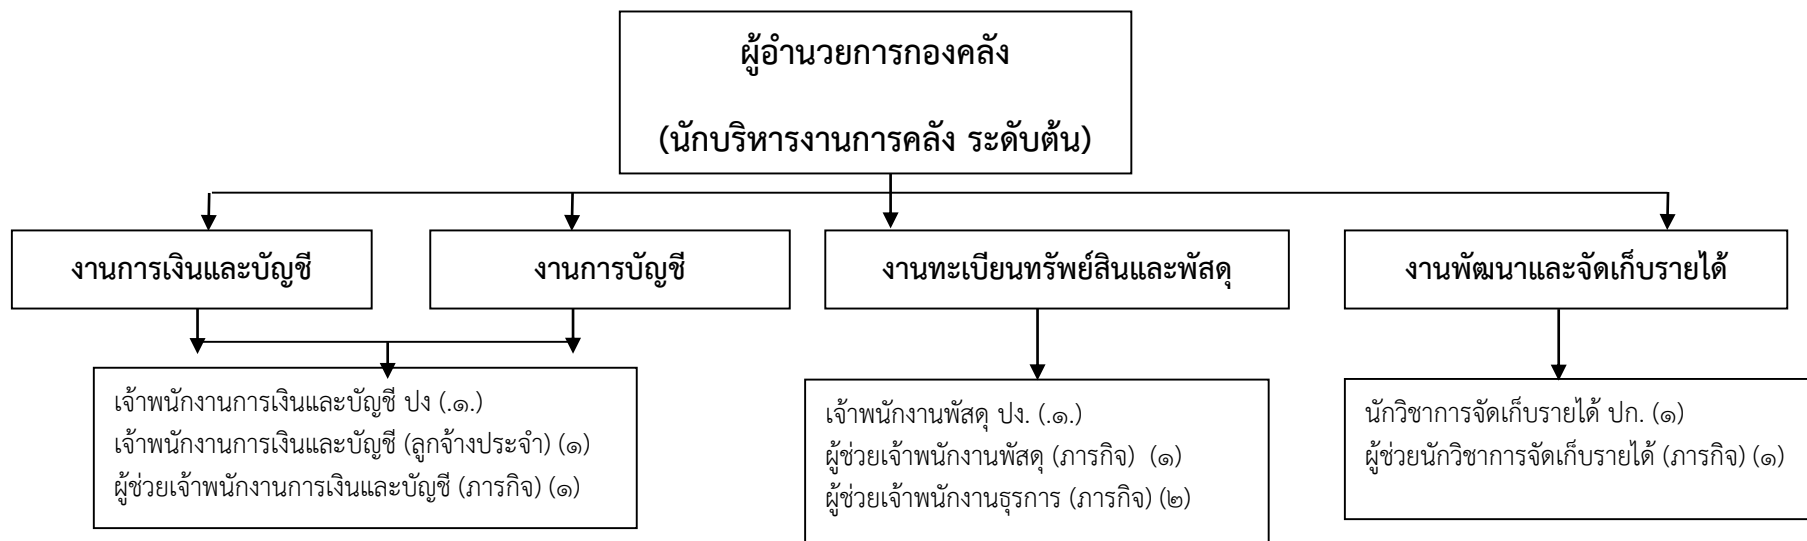 ผู้อำนวยการกองคลัง
(นักบริหารงานการคลัง ระดับต้น)
งานการเงินและบัญชี
งานการบัญชี
งานทะเบียนทรัพย์สินและพัสดุ
งานพัฒนาและจัดเก็บรายได้
เจ้าพนักงานการเงินและบัญชี ปง (.๑.)
เจ้าพนักงานการเงินและบัญชี (ลูกจ้างประจำ) (๑)
ผู้ช่วยเจ้าพนักงานการเงินและบัญชี (ภารกิจ) (๑)
เจ้าพนักงานพัสดุ ปง. (.๑.)
ผู้ช่วยเจ้าพนักงานพัสดุ (ภารกิจ) (๑)
ผู้ช่วยเจ้าพนักงานธุรการ (ภารกิจ) (๒)
นักวิชาการจัดเก็บรายได้ ปก. (๑)
ผู้ช่วยนักวิชาการจัดเก็บรายได้ (ภารกิจ) (๑)